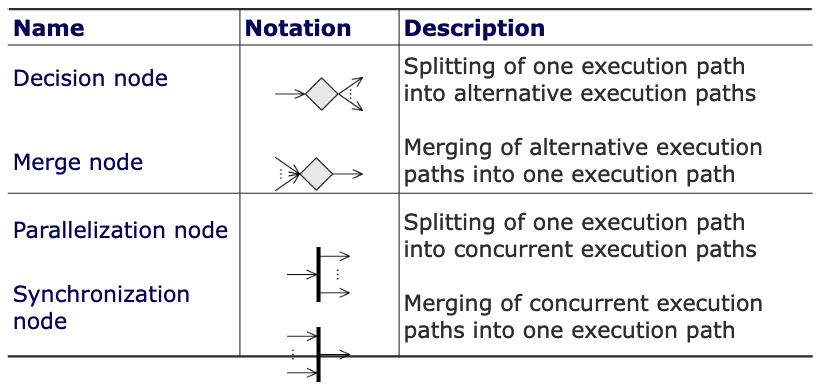 Name Notation Description
Decision node
Splitting of one execution path
into alternative execution paths
Merge node
Merging of alternative execution
paths into one execution path
Parallelization node
Splitting of one execution path
into concurrent execution paths
Synchronization
node
Merging of concurrent execution
paths into one execution path